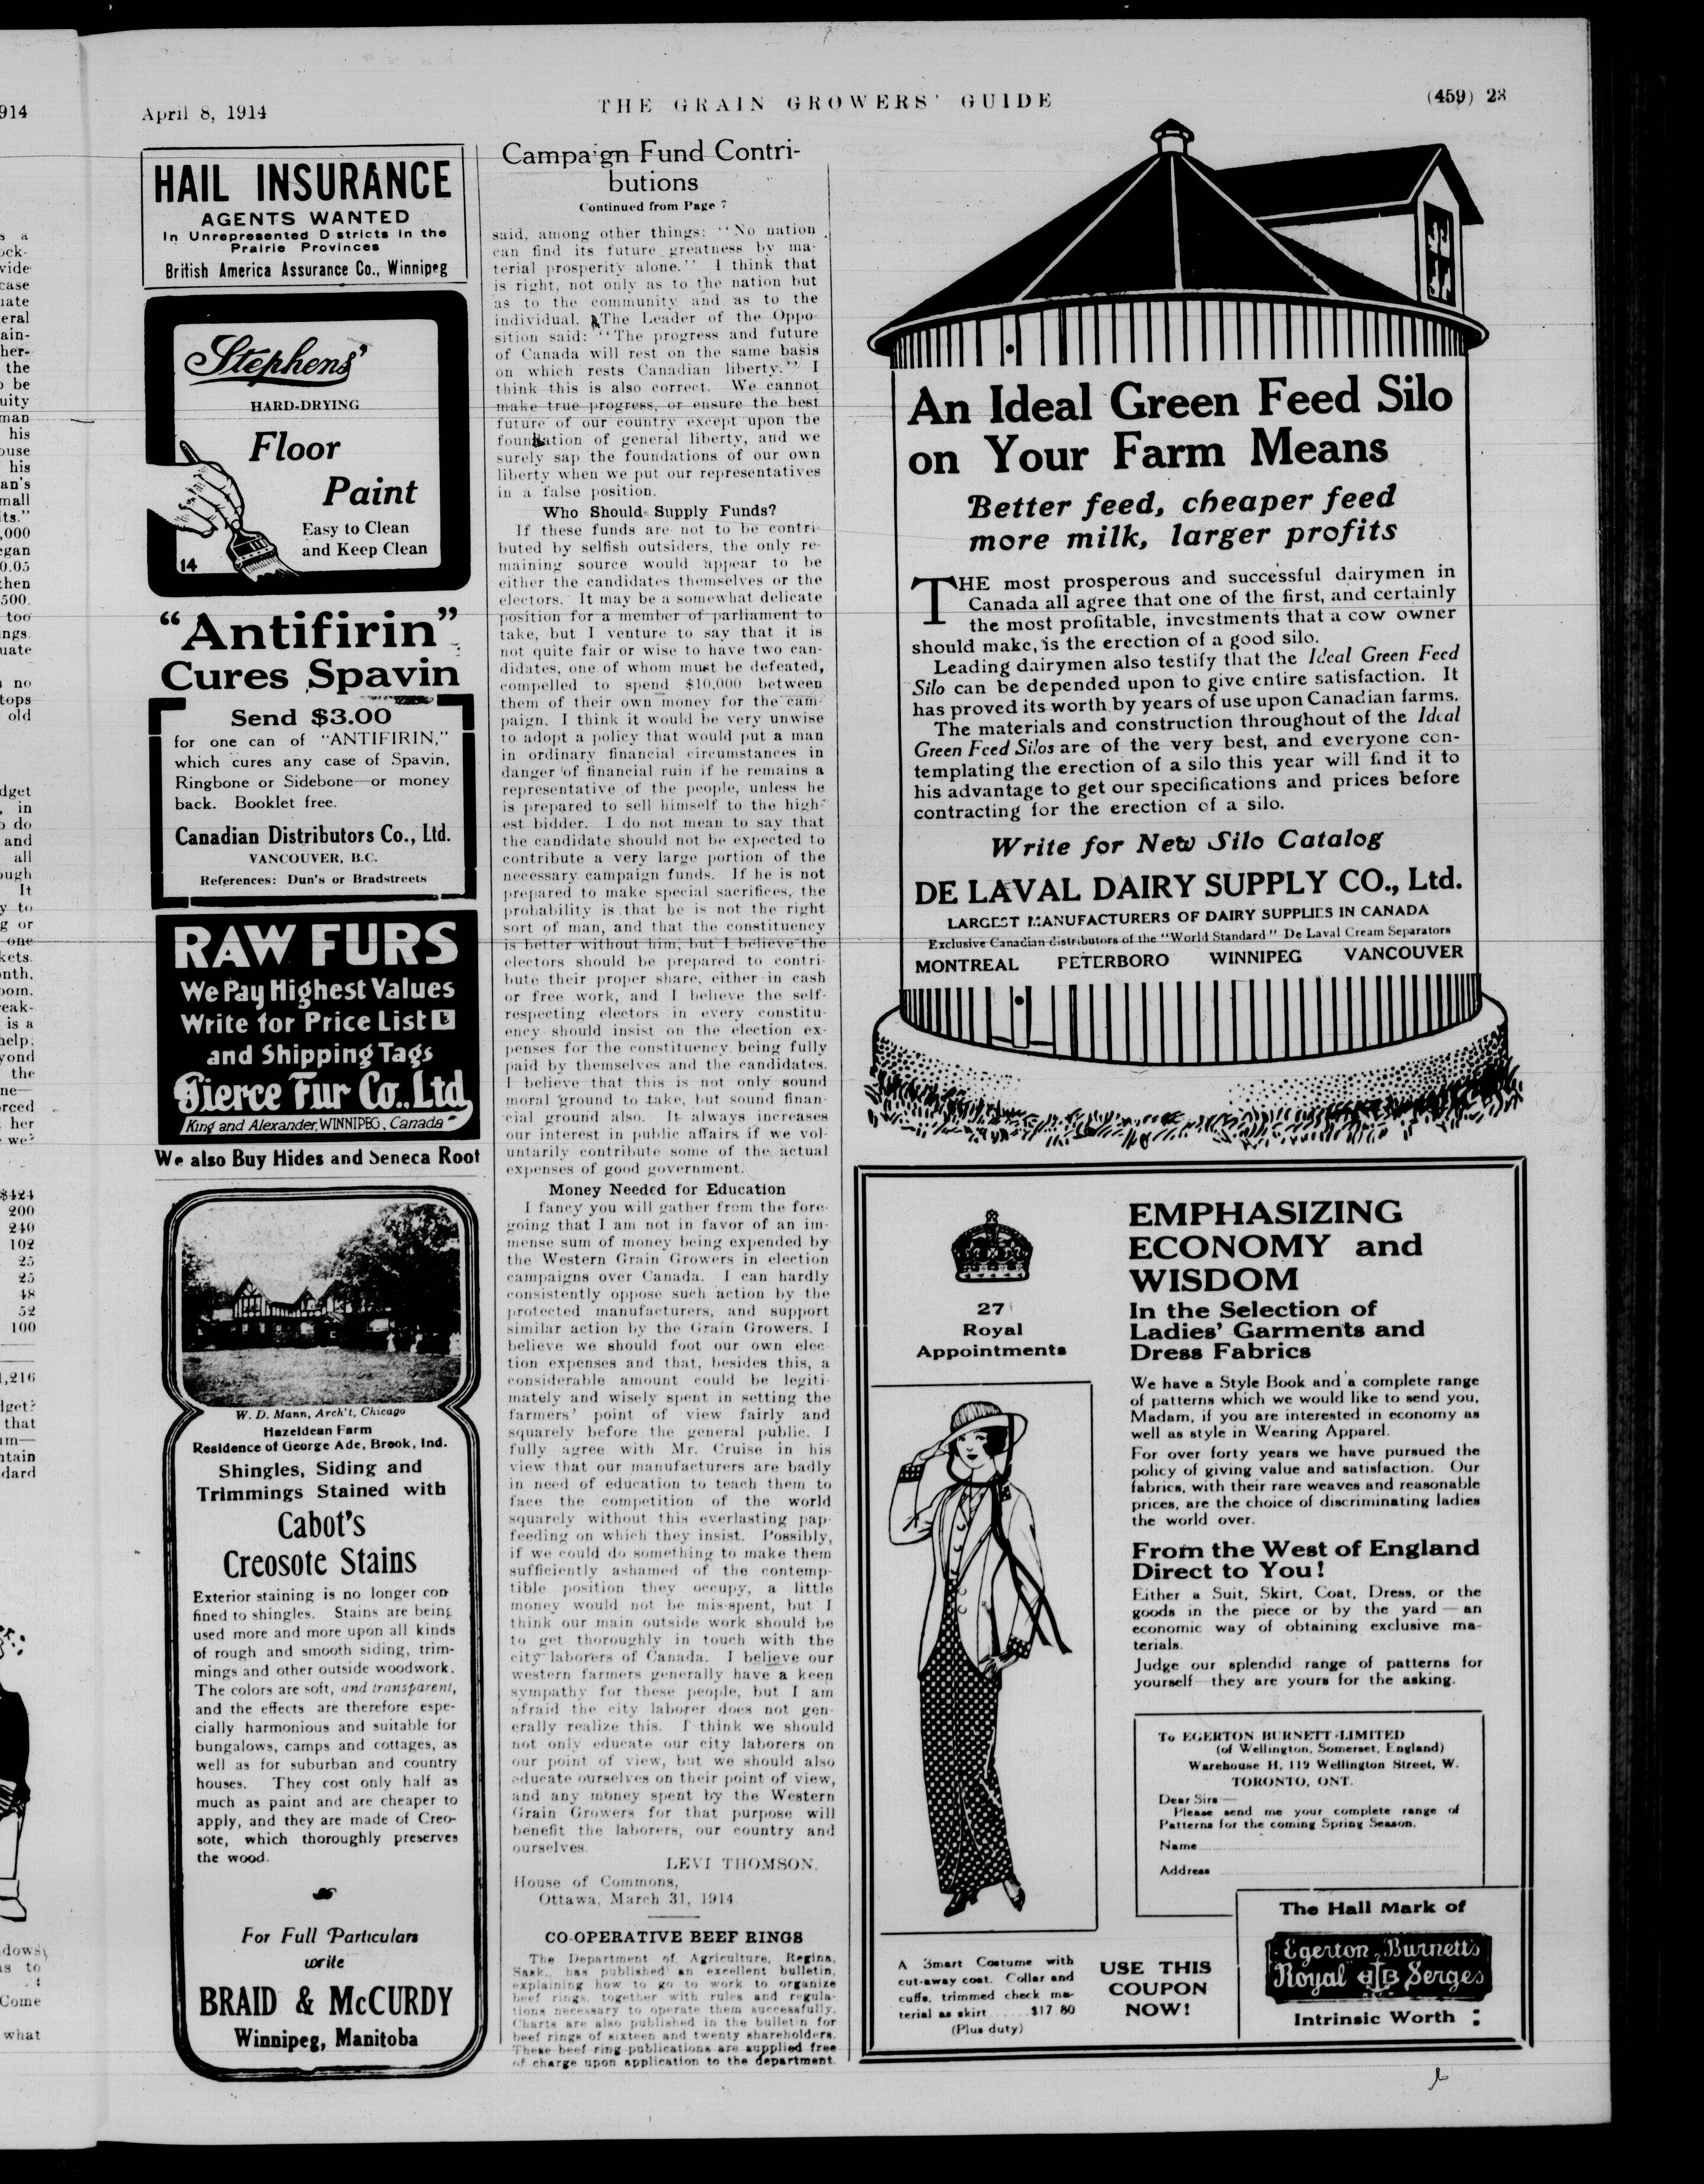 April 8, 1914
THE GRAIN GROWERS' GUIDE
(459) 23
HAIL INSURANCE
AGENTS WANTED
In Unrepresented D stricts in the
Prairie Provinces
British America Assurance Co., Winnipeg
Stephens'
HARD-DRYING
Floor
Paint
Easy to Clean
and Keep Clean
14
"Antifirin"
Cures Spavin
Send $3.00
for one can of "ANTIFIRIN,"
which cures any case of Spavin,
Ringbone or Sidebone—or money
back. Booklet free.
Canadian Distributors Co., Ltd.
VANCOUVER, B.C.
References: Dun's or Bradstreets
RAW FURS
We Pay Highest Values
Write for Price List
and Shipping Tags
Pierce Fur Co., Ltd
King and Alexander, WINNIPEG, Canada
We also Buy Hides and Seneca Root
W. D. Mann, Arch't, Chicago
Hazeldean Farm
Residence of George Ade, Brook, Ind.
Shingles, Siding and
Trimmings Stained with
Cabot's
Creosote Stains
Exterior staining is no longer con
fined to shingles. Stains are being
used more and more upon all kinds
of rough and smooth siding, trim-
mings and other outside woodwork.
The colors are soft, and transparent,
and the effects are therefore espe-
cially harmonious and suitable for
bungalows, camps and cottages, as
well as for suburban and country
houses. They cost only half as
much as paint and are cheaper to
apply, and they are made of Creo-
sote, which thoroughly preserves
the wood.
For Full Particulars
write
BRAID & McCURDY
Winnipeg, Manitoba
Campaign Fund Contri-
butions
Continued from Page 7
said, among other things: "No nation
can find its future greatness by ma-
terial prosperity alone." I think that
is right, not only as to the nation but
as to the community and as to the
individual. The Leader of the Oppo-
sition said: "The progress and future
of Canada will rest on the same basis
on which rests Canadian liberty." I
think this is also correct. We cannot
make true progress, or ensure the best
future of our country except upon the
foundation of general liberty, and we
surely sap the foundations of our own
liberty when we put our representatives
in a false position.
Who Should Supply Funds?
If these funds are not to be contri
buted by selfish outsiders, the only re-
maining source would appear to be
either the candidates themselves or the
electors. It may be a somewhat delicate
position for a member of parliament to
take, but I venture to say that it is
not quite fair or wise to have two can-
didates, one of whom must be defeated,
compelled to spend $10,000 between
them of their own money for the cam-
paign. I think it would be very unwise
to adopt a policy that would put a man
in ordinary financial circumstances in
danger of financial ruin if he remains a
representative of the people, unless he
is prepared to sell himself to the high-
est bidder. I do not mean to say that
the candidate should not be expected to
contribute a very large portion of the
necessary campaign funds. If he is not
prepared to make special sacrifices, the
probability is that he is not the right
sort of man, and that the constituency
is better without him, but I believe the
electors should be prepared to contri-
bute their proper share, either in cash
or free work, and I believe the self-
respecting electors in every constitu-
ency should insist on the election ex-
penses for the constituency being fully
paid by themselves and the candidates.
I believe that this is not only sound
moral ground to take, but sound finan-
cial ground also. It always increases
our interest in public affairs if we vol-
untarily contribute some of the actual
expenses of good government.
Money Needed for Education
I fancy you will gather from the fore-
going that I am not in favor of an im-
mense sum of money being expended by
the Western Grain Growers in election
campaigns over Canada. I can hardly
consistently oppose such action by the
protected manufacturers, and support
similar action by the Grain Growers. I
believe we should foot our own elec
tion expenses and that, besides this, a
considerable amount could be legiti-
mately and wisely spent in setting the
farmers' point of view fairly and
squarely before the general public. I
fully agree with Mr. Cruise in his
view that our manufacturers are badly
in need of education to teach them to
face the competition of the world
squarely without this everlasting pap-
feeding on which they insist. Possibly,
if we could do something to make them
sufficiently ashamed of the contemp-
tible position they occupy, a little
money would not be mis-spent, but I
think our main outside work should be
to get thoroughly in touch with the
city laborers of Canada. I believe our
western farmers generally have a keen
sympathy for these people, but I am
afraid the city laborer does not gen-
erally realize this. I think we should
not only educate our city laborers on
our point of view, but we should also
educate ourselves on their point of view,
and any money spent by the Western
Grain Growers for that purpose will
benefit the laborers, our country and
ourselves.
LEVI THOMSON.
House of Commons,
Ottawa, March 31, 1914
CO-OPERATIVE BEEF RINGS
The Department of Agriculture, Regina,
Sask., has published an excellent bulletin,
explaining how to go to work to organize
beef rings, together with rules and regula-
tions necessary to operate them successfully.
Charts are also published in the bulletin for
beef rings of sixteen and twenty shareholders.
These beef ring publications are supplied free
of charge upon application to the department.
An Ideal Green Feed Silo
on Your Farm Means
Better feed, cheaper feed
more milk, larger profits
THE most prosperous and successful dairymen in
Canada all agree that one of the first, and certainly
the most profitable, investments that a cow owner
should make, is the erection of a good silo.
Leading dairymen also testify that the Ideal Green Feed
Silo can be depended upon to give entire satisfaction. It
has proved its worth by years of use upon Canadian farms.
The materials and construction throughout of the Ideal
Green Feed Silos are of the very best, and everyone con-
templating the erection of a silo this year will find it to
his advantage to get our specifications and prices before
contracting for the erection of a silo.
Write for New Silo Catalog
DE LAVAL DAIRY SUPPLY CO., Ltd.
LARGEST MANUFACTURERS OF DAIRY SUPPLIES IN CANADA
Exclusive Canadian distributors of the "World Standard" De Laval Cream Separators
MONTREAL PETERBORO WINNIPEG VANCOUVER
27
Royal
Appointments
EMPHASIZING
ECONOMY and
WISDOM
In the Selection of
Ladies' Garments and
Dress Fabrics
We have a Style Book and a complete range
of patterns which we would like to send you,
Madam, if you are interested in economy as
well as style in Wearing Apparel.
For over forty years we have pursued the
policy of giving value and satisfaction. Our
fabrics, with their rare weaves and reasonable
prices, are the choice of discriminating ladies
the world over.
From the West of England
Direct to You!
Either a Suit, Skirt, Coat, Dress, or the
goods in the piece or by the yard—an
economic way of obtaining exclusive ma-
terials.
Judge our splendid range of patterns for
yourself—they are yours for the asking.
To EGERTON BURNETT LIMITED
(of Wellington, Somerset, England)
Warehouse H, 119 Wellington Street, W.
TORONTO, ONT.
Dear Sirs—
Please send me your complete range of
Patterns for the coming Spring Season.
Name
Address
A Smart Costume with
cut-away coat. Collar and
cuffs, trimmed check ma-
terial as skirt ..... $17.80
(Plus duty)
USE THIS
COUPON
NOW!
The Hall Mark of
Egerton Burnett's
Royal EB Serges
Intrinsic Worth :